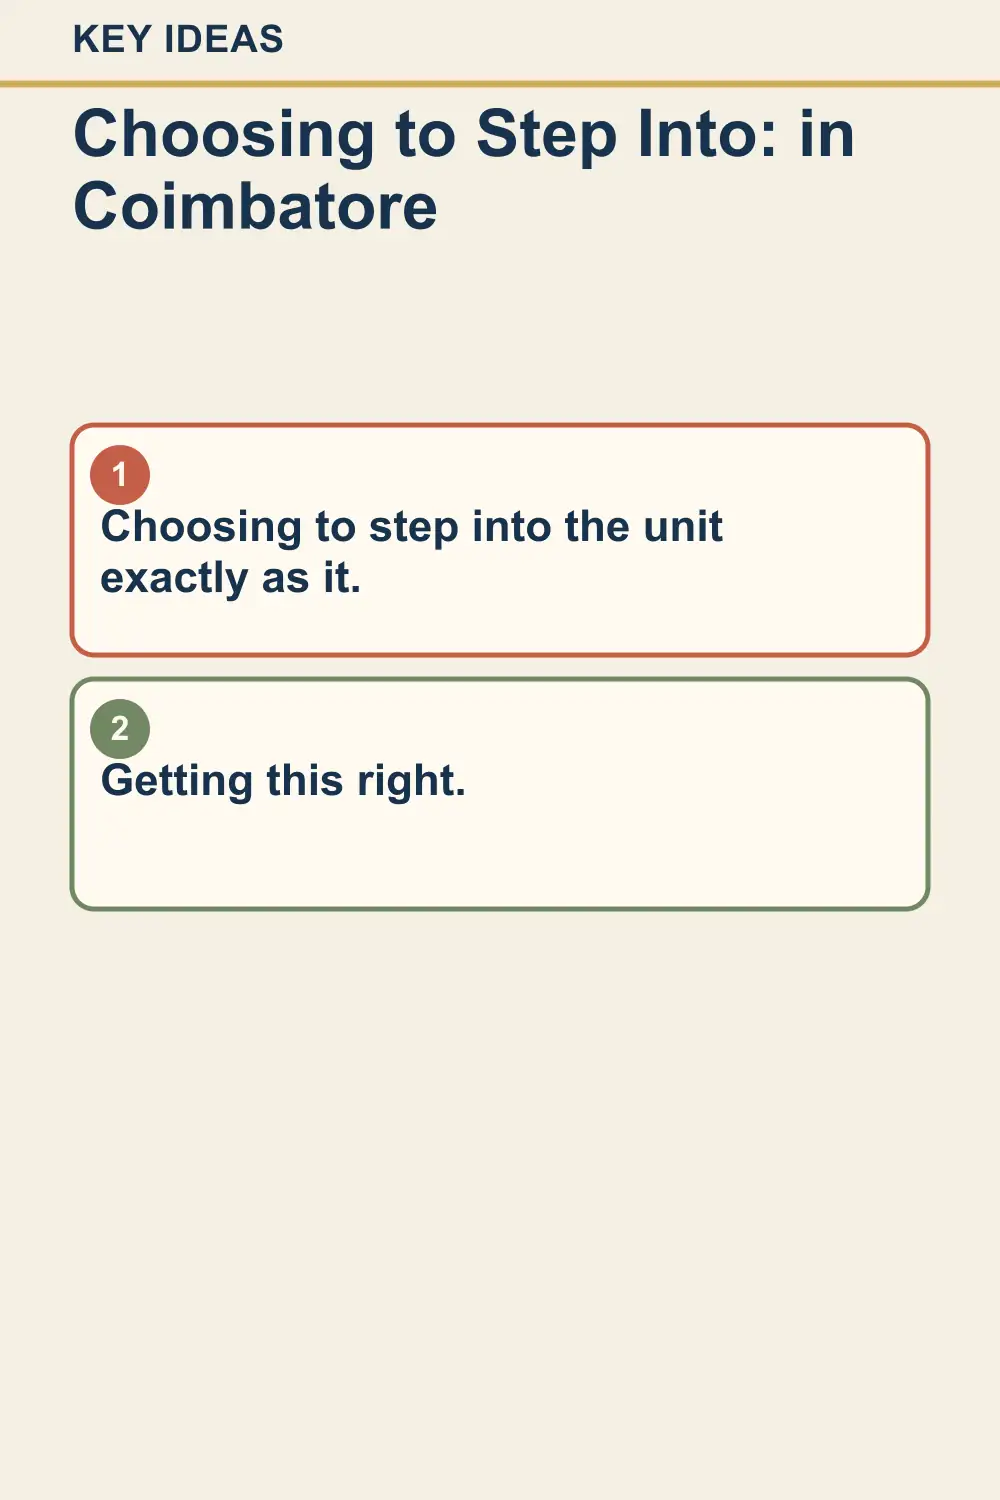 KEY IDEAS
Choosing to Step Into: in
Coimbatore
1
Choosing to step into the unit
exactly as it.
2
Getting this right.